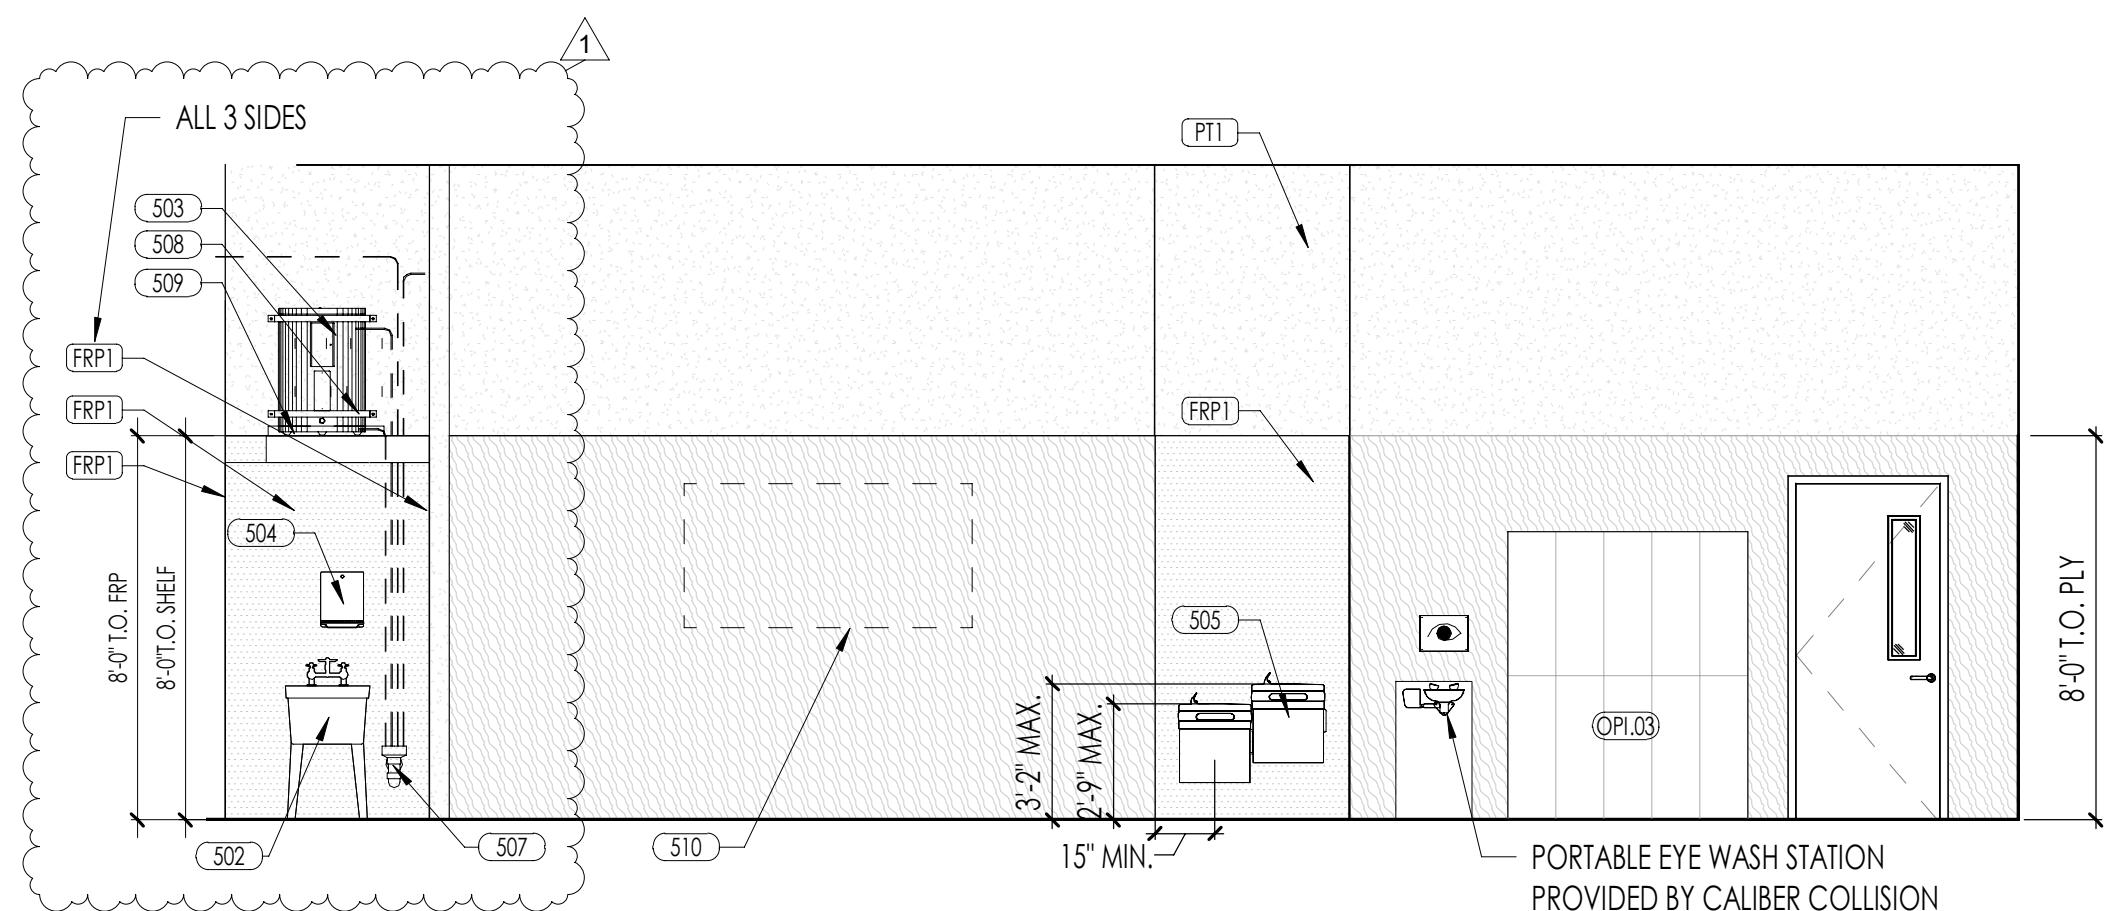 1
ALL 3 SIDES
PT1
503
508
509
FRP1
FRP1
FRP1
FRP1
504
505
8'-0" T.O. FRP
8'-0"T.O. SHELF
3'-2" MAX.
2'-9" MAX.
8'-0" T.O. PLY
OPI.03
502
507
510
15" MIN.
PORTABLE EYE WASH STATION
PROVIDED BY CALIBER COLLISION